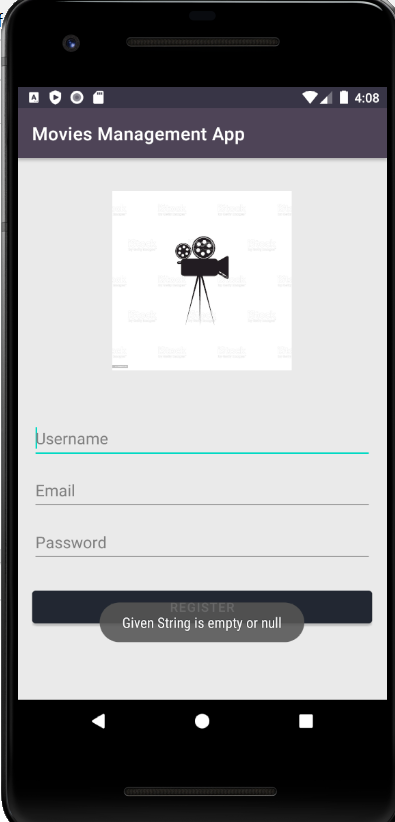 4:08
Movies Management App
Username
Email
Password
REGISTER
Given String is empty or null